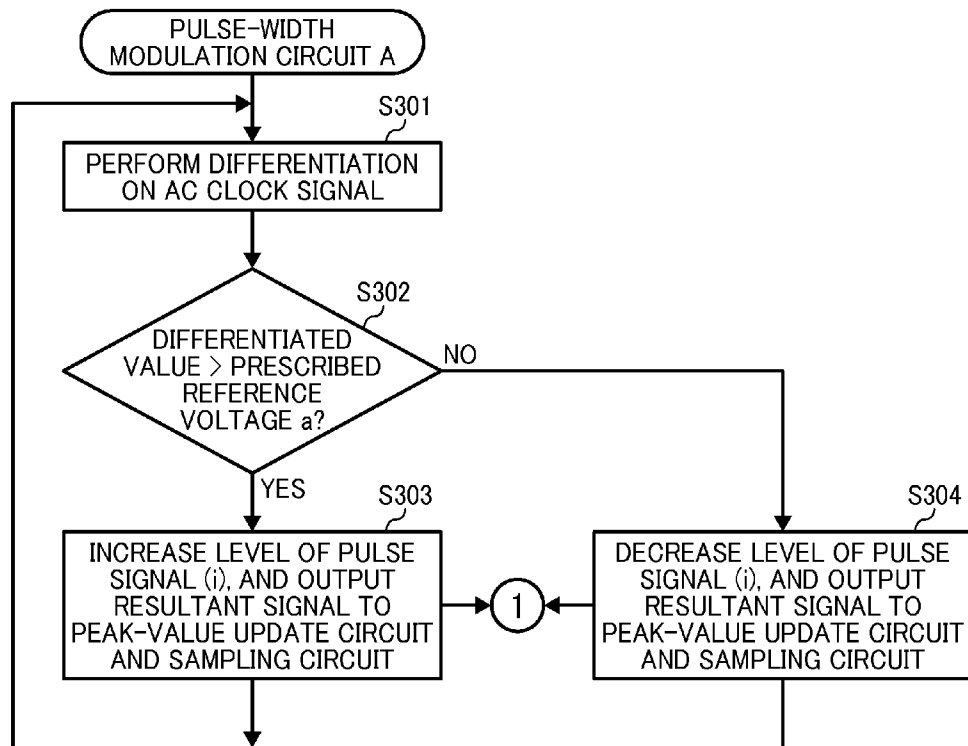 PULSE-WIDTH
MODULATION CIRCUIT A
S301
PERFORM DIFFERENTIATION
ON AC CLOCK SIGNAL
S302
DIFFERENTIATED
VALUE > PRESCRIBED
REFERENCE
VOLTAGE a?
NO
YES
S303
INCREASE LEVEL OF PULSE
SIGNAL (i), AND OUTPUT
RESULTANT SIGNAL TO
PEAK-VALUE UPDATE CIRCUIT
AND SAMPLING CIRCUIT
1
S304
DECREASE LEVEL OF PULSE
SIGNAL (i), AND OUTPUT
RESULTANT SIGNAL TO
PEAK-VALUE UPDATE CIRCUIT
AND SAMPLING CIRCUIT